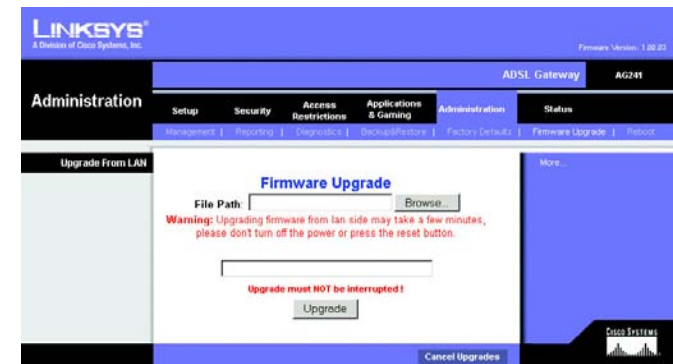 LINKSYS®
A Division of Cisco Systems, Inc.
Firmware Version: 1.00.03
ADSL Gateway
AG241
Administration
Setup
Security
Access Restrictions
Applications & Gaming
Administration
Status
Management | Reporting | Diagnostics | Backup&Restore | Factory Defaults | Firmware Upgrade | Reboot
Upgrade From LAN
More...
Firmware Upgrade
File Path: Browse...
Warning: Upgrading firmware from lan side may take a few minutes,
please don't turn off the power or press the reset button.
Upgrade must NOT be interrupted !
Upgrade
CISCO SYSTEMS
Cancel Upgrades